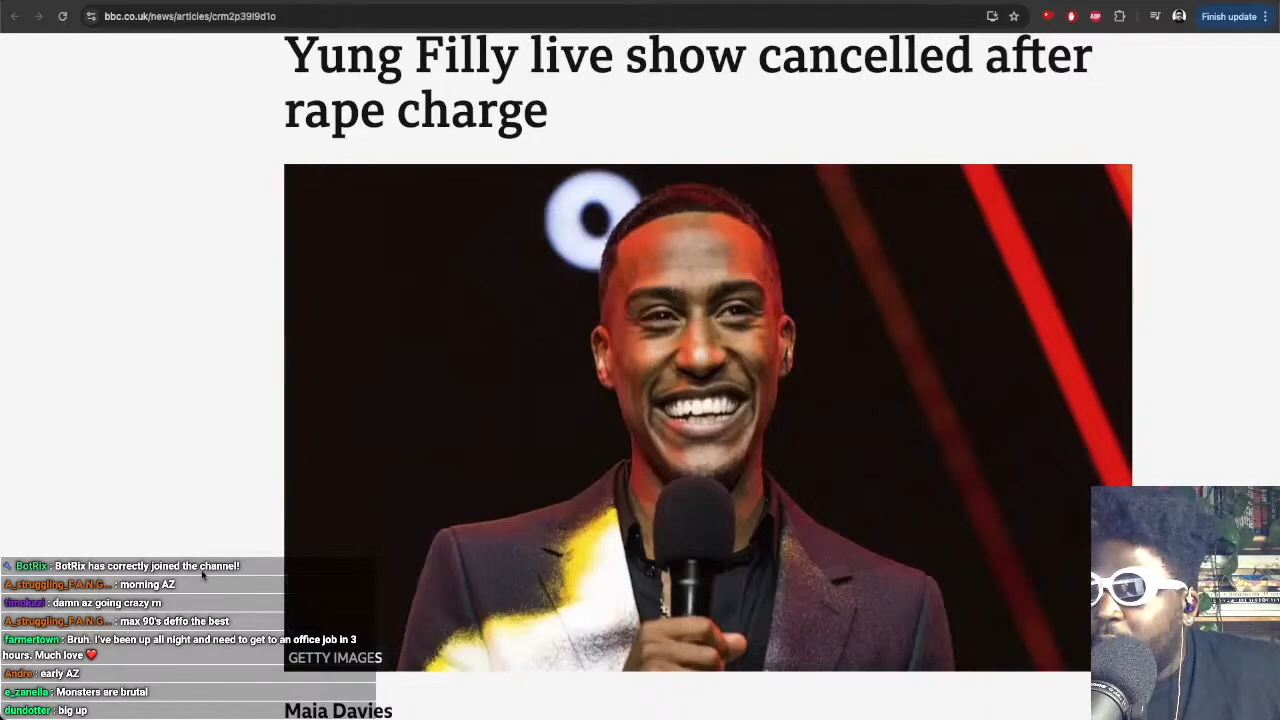 bbc.co.uk/news/articles/crm2p39l9d1o
Finish update
Yung Filly live show cancelled after
rape charge
GETTY IMAGES
Maia Davies
BotRix : BotRix has correctly joined the channel!
A_struggling_F.A.N.G... : morning AZ
timokazi : damn az going crazy rn
A_struggling_F.A.N.G... : max 90's deffo the best
farmertown : Bruh. I've been up all night and need to get to an office job in 3
hours. Much love ❤️
Andre : early AZ
e_zanella : Monsters are brutal
dundotter : big up